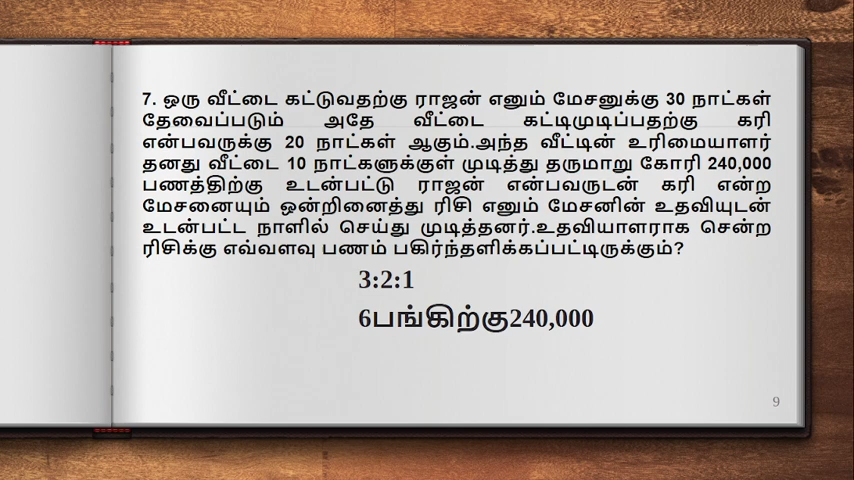 7. ஒரு வீட்டை கட்டுவதற்கு ராஜன் எனும் மேசனுக்கு 30 நாட்கள்
தேவைப்படும் அதே வீட்டை கட்டிமுடிப்பதற்கு கரி
என்பவருக்கு 20 நாட்கள் ஆகும்.அந்த வீட்டின் உரிமையாளர்
தனது வீட்டை 10 நாட்களுக்குள் முடித்து தருமாறு கோரி 240,000
பணத்திற்கு உடன்பட்டு ராஜன் என்பவருடன் கரி என்ற
மேசனையும் ஒன்றினைத்து ரிசி எனும் மேசனின் உதவியுடன்
உடன்பட்ட நாளில் செய்து முடித்தனர்.உதவியாளராக சென்ற
ரிசிக்கு எவ்வளவு பணம் பகிர்ந்தளிக்கப்பட்டிருக்கும்?
3:2:1
6பங்கிற்கு240,000
9